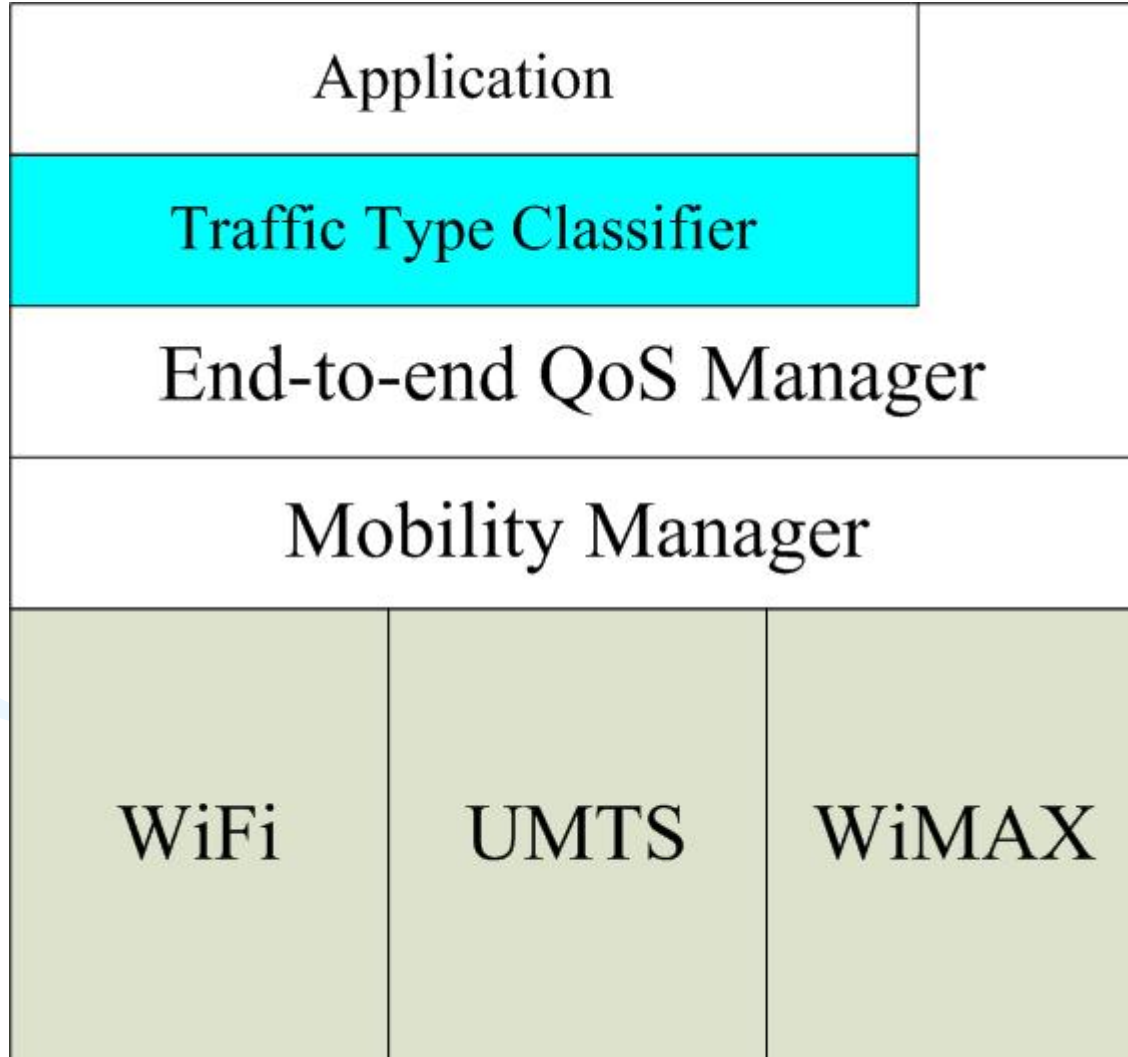 Application
Traffic Type Classifier
End-to-end QoS Manager
Mobility Manager
WiFi UMTS WiMAX